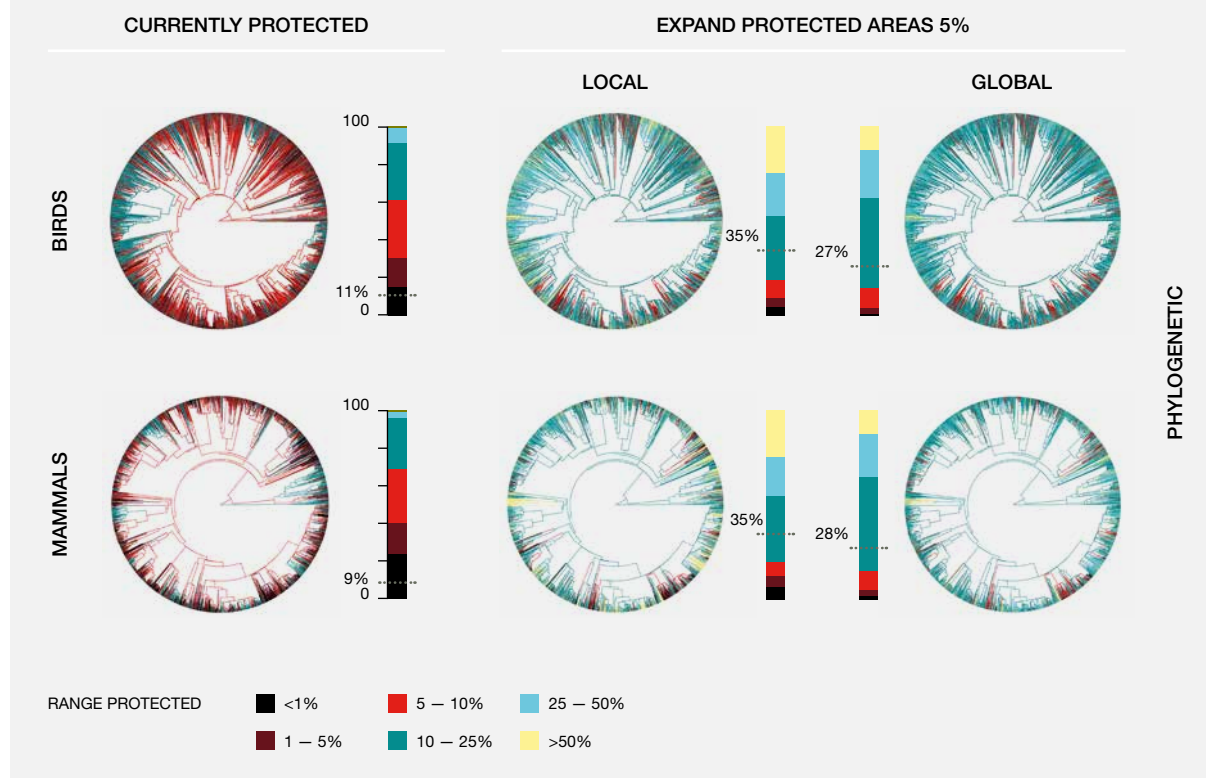 CURRENTLY PROTECTED
EXPAND PROTECTED AREAS 5%
LOCAL
GLOBAL
BIRDS
100
11%
0
35%
27%
PHYLOGENETIC
MAMMALS
100
9%
0
35%
28%
RANGE PROTECTED
<1%
5 — 10%
25 — 50%
1 — 5%
10 — 25%
>50%